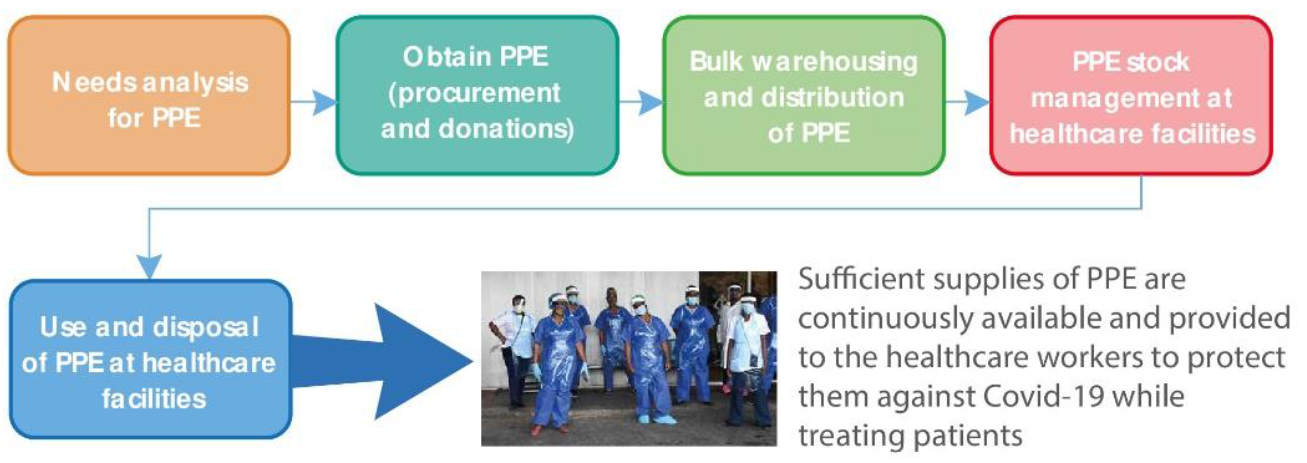 Needs analysis
for PPE
Obtain PPE
(procurement
and donations)
Bulk warehousing
and distribution
of PPE
PPE stock
management at
healthcare facilities
Use and disposal
of PPE at healthcare
facilities
Sufficient supplies of PPE are
continuously available and provided
to the healthcare workers to protect
them against Covid-19 while
treating patients